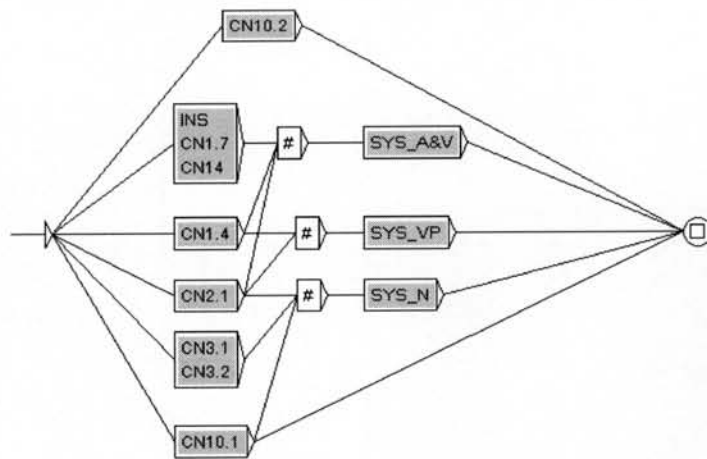 CN10.2
INS
CN1.7
CN14
#
SYS_A&V
CN1.4
#
SYS_VP
CN2.1
#
SYS_N
CN3.1
CN3.2
CN10.1